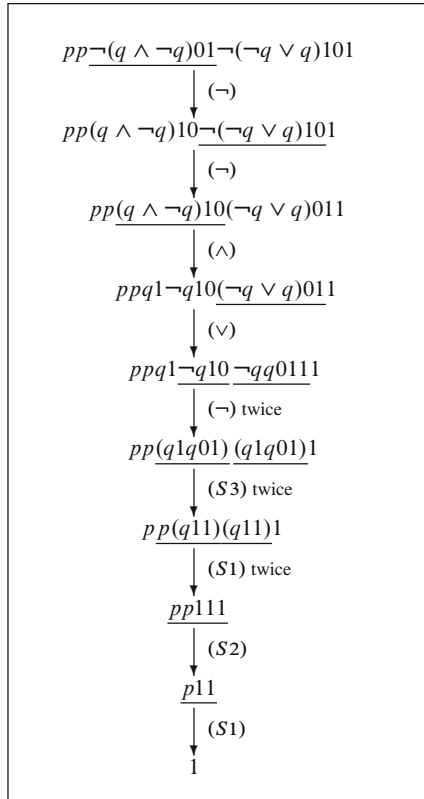 pp¬(q ∧ ¬q)01¬(¬q ∨ q)101
(¬)
pp(q ∧ ¬q)10¬(¬q ∨ q)101
(¬)
pp(q ∧ ¬q)10(¬q ∨ q)011
(∧)
ppq1¬q10(¬q ∨ q)011
(∨)
ppq1¬q10 ¬qq0111
(¬) twice
pp(q1q01) (q1q01)1
(S3) twice
pp(q11)(q11)1
(S1) twice
pp111
(S2)
p11
(S1)
1